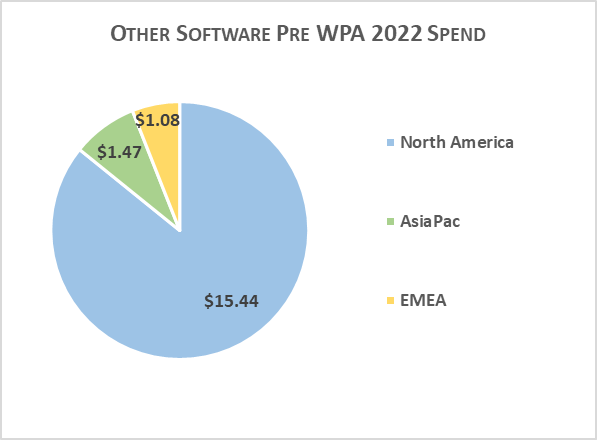 Other Software Pre WPA 2022 Spend
$1.08
$1.47
$15.44
North America
AsiaPac
EMEA